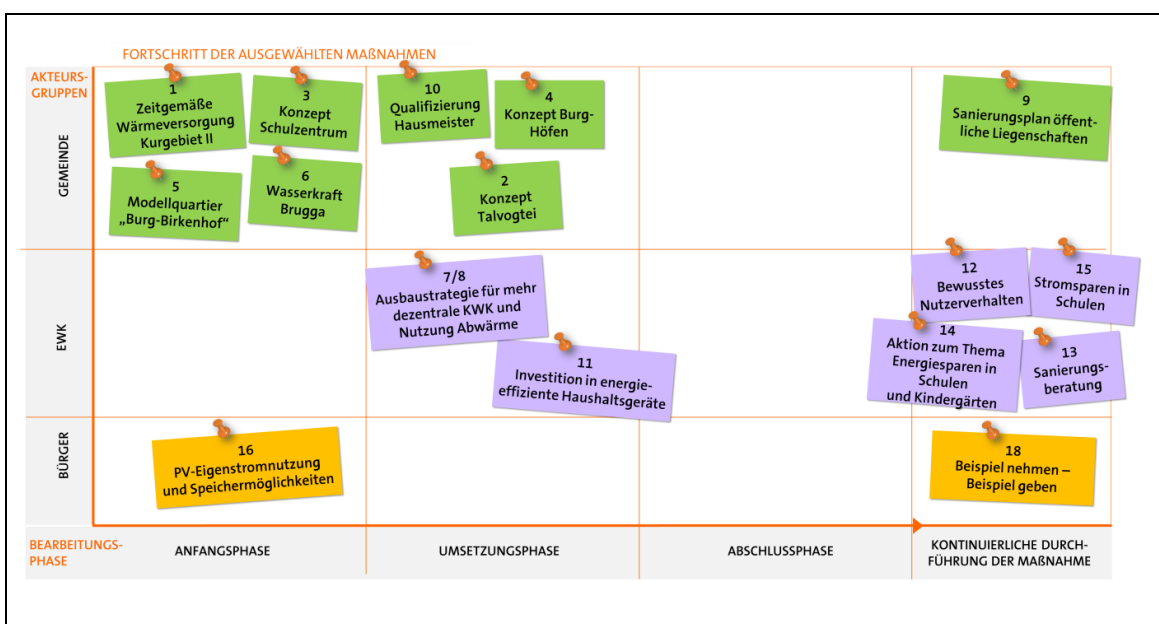 FORTSCHRITT DER AUSGEWÄHLTEN MAßNAHMEN
AKTEURS-
GRUPPEN
GEMEINDE
1
Zeitgemäße
Wärmeversorgung
Kurgebiet II
3
Konzept
Schulzentrum
5
Modellquartier
„Burg-Birkenhof“
6
Wasserkraft
Brugga
10
Qualifizierung
Hausmeister
4
Konzept Burg-
Höfen
2
Konzept
Talvogtei
9
Sanierungsplan öffent-
liche Liegenschaften
EWK
7/8
Ausbaustrategie für mehr
dezentrale KWK und
Nutzung Abwärme
11
Investition in energie-
effiziente Haushaltsgeräte
12
Bewusstes
Nutzerverhalten
15
Stromsparen in
Schulen
14
Aktion zum Thema
Energiesparen in
Schulen
und Kindergärten
13
Sanierungs-
beratung
BÜRGER
16
PV-Eigenstromnutzung
und Speichermöglichkeiten
18
Beispiel nehmen –
Beispiel geben
BEARBEITUNGS-
PHASE
ANFANGSPHASE
UMSETZUNGSPHASE
ABSCHLUSSPHASE
KONTINUIERLICHE DURCH-
FÜHRUNG DER MAßNAHME